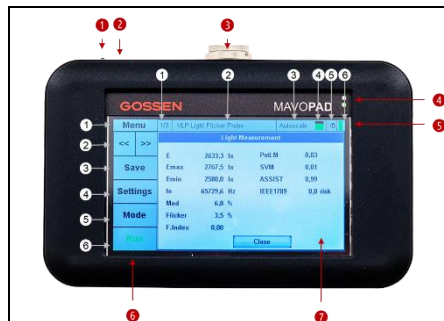 1 2 3
GOSSEN MAVOPAD
1 2 3 4 5 6
4
5
1 Menu 1/3 VLP Light Flicker Probe Autoscale
2 << >> Light Measurement
E 2633,3 lx PstLM 0,03
3 Save Emax 2767,5 lx SVM 0,01
Emin 2580,0 lx ASSIST 0,99
4 Settings fo 65729,6 Hz IEEE1789 0,0 risk
Mod 6,8 %
5 Mode Flicker 3,5 %
F.Index 0,00
6 Run Close
6 7